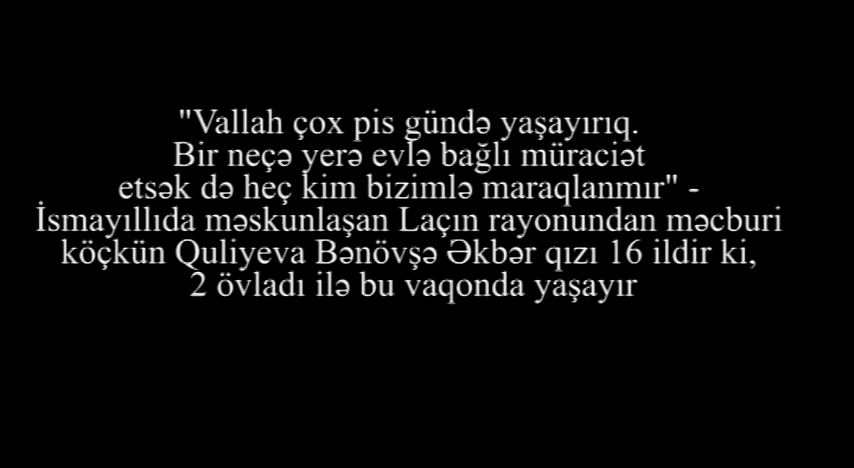 "Vallah çox pis gündə yaşayırıq.
Bir neçə yerə evlə bağlı müraciət
etsək də heç kim bizimlə maraqlanmır" -
İsmayıllıda məskunlaşan Laçın rayonundan məcburi
köçkün Quliyeva Bənövşə Əkbər qızı 16 ildir ki,
2 övladı ilə bu vaqonda yaşayır